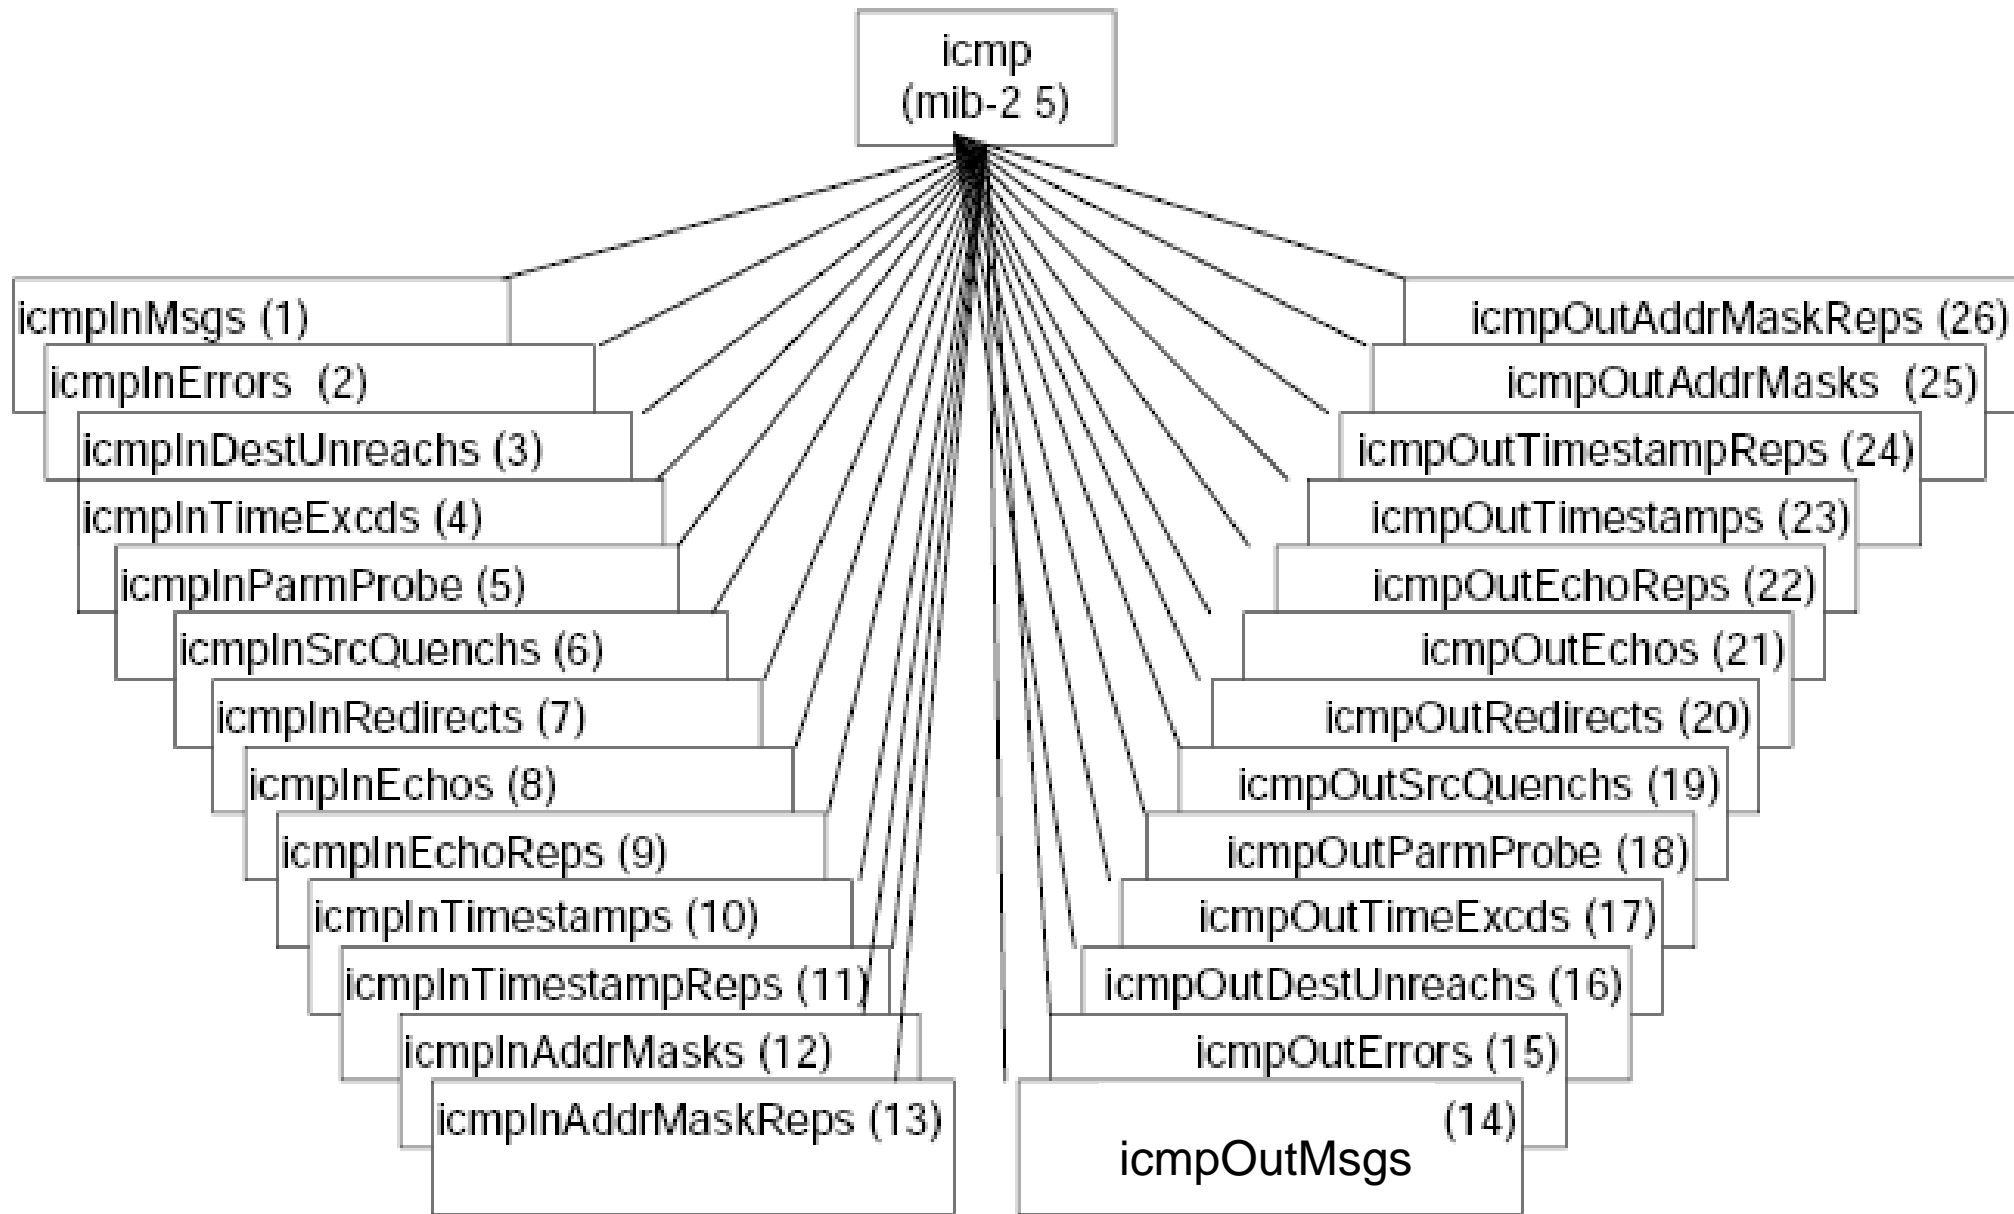 icmp
(mib-2 5)
icmpInMsgs (1)
icmpInErrors (2)
icmpInDestUnreachs (3)
icmpInTimeExcds (4)
icmpInParmProbe (5)
icmpInSrcQuenchs (6)
icmpInRedirects (7)
icmpInEchos (8)
icmpInEchoReps (9)
icmpInTimestamps (10)
icmpInTimestampReps (11)
icmpInAddrMasks (12)
icmpInAddrMaskReps (13)
icmpOutAddrMaskReps (26)
icmpOutAddrMasks (25)
icmpOutTimestampReps (24)
icmpOutTimestamps (23)
icmpOutEchoReps (22)
icmpOutEchos (21)
icmpOutRedirects (20)
icmpOutSrcQuenchs (19)
icmpOutParmProbe (18)
icmpOutTimeExcds (17)
icmpOutDestUnreachs (16)
icmpOutErrors (15)
(14)
icmpOutMsgs